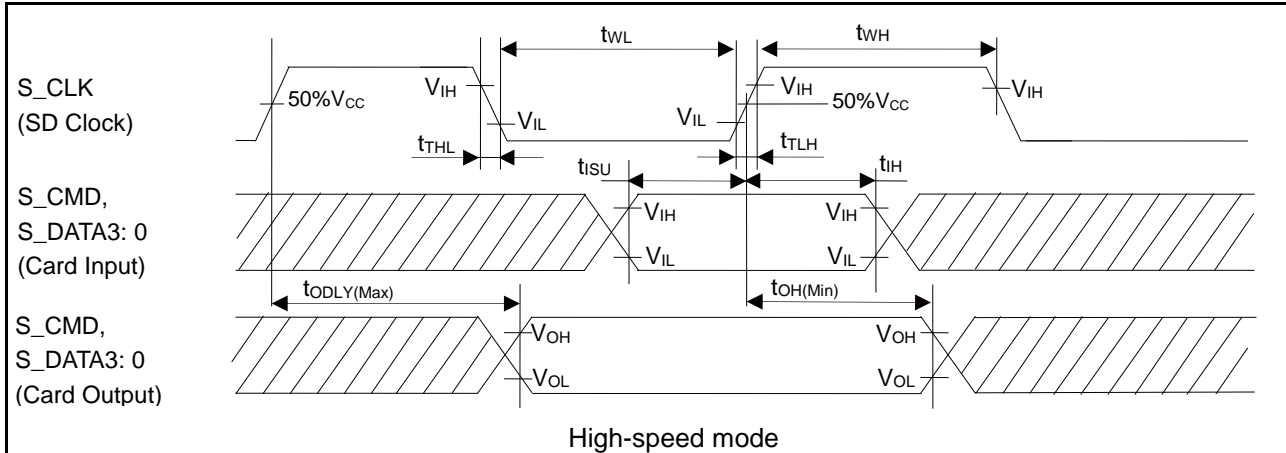 tWL
tWH
S_CLK
(SD Clock)
50%VCC
VIH
VIL
VIL
VIH
50%VCC
VIH
tTHL
tTLH
tISU
tIH
S_CMD,
S_DATA3: 0
(Card Input)
VIH
VIL
VIH
VIL
tODLY(Max)
tOH(Min)
S_CMD,
S_DATA3: 0
(Card Output)
VOH
VOL
VOH
VOL
High-speed mode